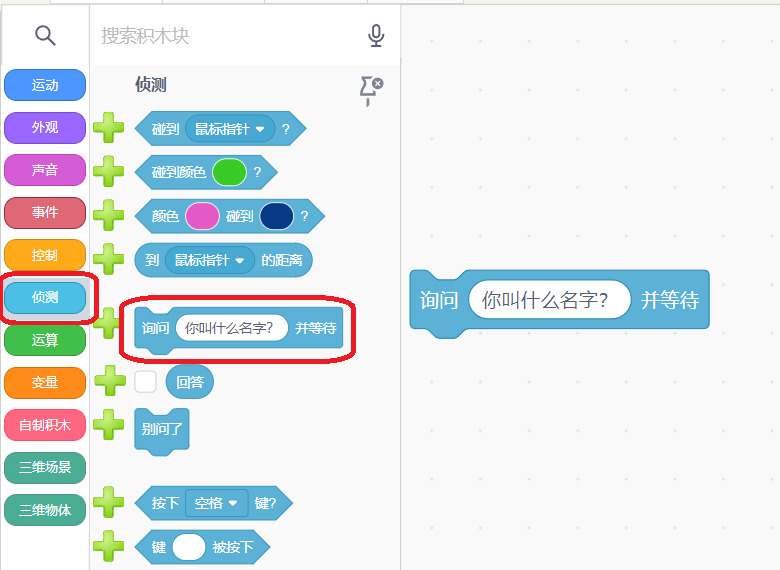 搜索积木块
运动
外观
声音
事件
控制
侦测
运算
变量
自制积木
三维场景
三维物体
侦测
碰到 鼠标指针 ?
碰到颜色 ?
颜色 碰到 ?
到 鼠标指针 的距离
询问 你叫什么名字? 并等待
回答
别问了
按下 空格 键?
键 被按下
询问 你叫什么名字? 并等待